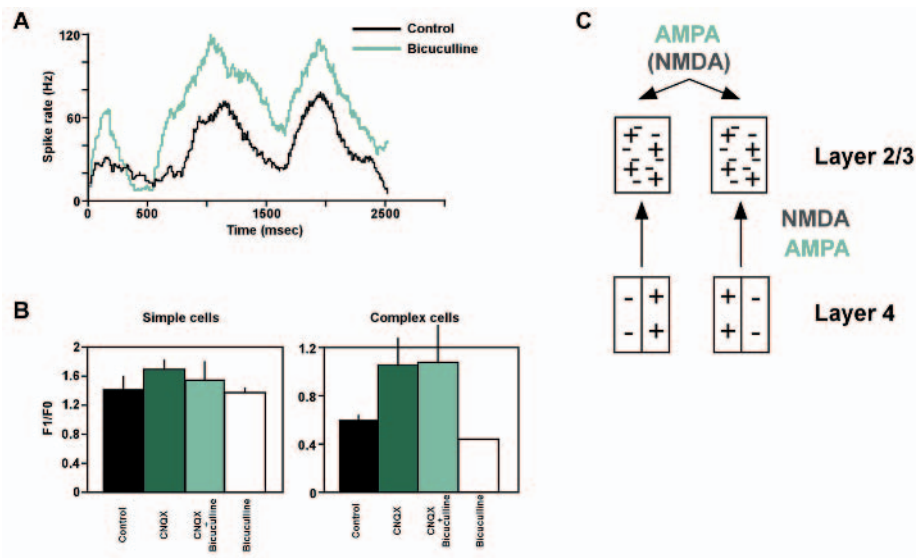 A
Control
Bicuculline
Spike rate (Hz)
120
60
0
0
500
1500
2500
Time (msec)
B
Simple cells
Complex cells
F1/F0
2
1.6
1.2
0.8
0.4
0
1.2
0.8
0.4
0
Control
CNQX
CNQX
+
Bicuculline
Bicuculline
Control
CNQX
CNQX
+
Bicuculline
Bicuculline
C
AMPA
(NMDA)
+ - -
- +
+ - -
- +
+ - -
- +
+ - -
- +
Layer 2/3
NMDA
AMPA
- +
- +
+ -
+ -
Layer 4